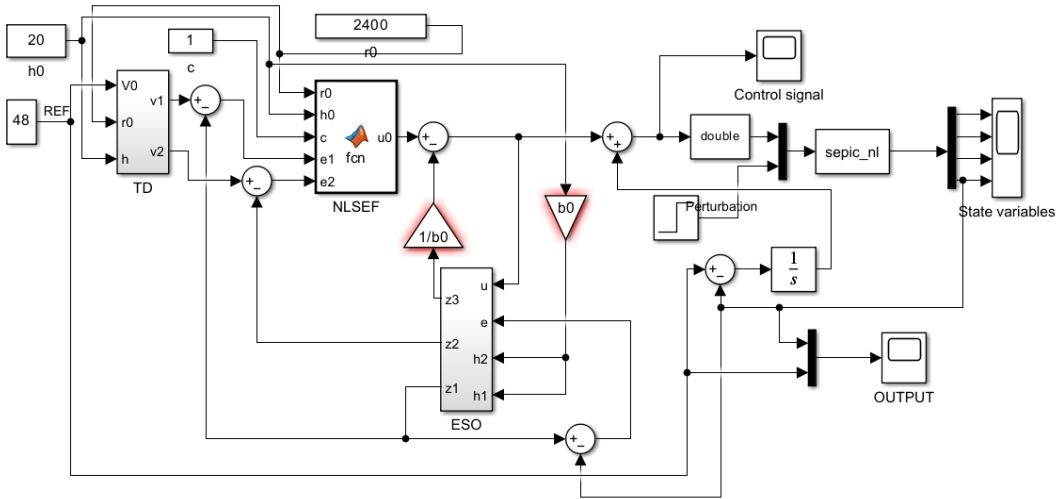 20
h0
1
c
2400
r0
48
REF
V0
r0
h
v1
v2
TD
+
-
+
-
r0
h0
c
e1
e2
fcn
u0
NLSEF
+
-
1/b0
b0
u
e
h2
h1
z3
z2
z1
ESO
+
-
+
+
Control signal
double
sepic_nl
Perturbation
State variables
+
-
1
s
OUTPUT